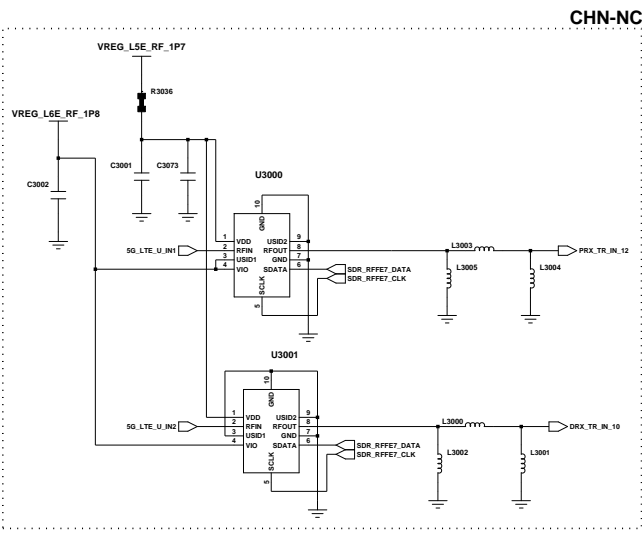 CHN-NC
VREG_L5E_RF_1P7
R3036
VREG_L6E_RF_1P8
C3001
C3073
C3002
U3000
10
GND
1
VDD
USID2
9
5G_LTE_U_IN1
2
RFIN
RFOUT
8
L3003
PRX_TR_IN_12
3
USID1
GND
7
4
VIO
SDATA
6
SDR_RFFE7_DATA
SCLK
5
SDR_RFFE7_CLK
L3005
L3004
U3001
10
GND
1
VDD
USID2
9
5G_LTE_U_IN2
2
RFIN
RFOUT
8
L3000
DRX_TR_IN_10
3
USID1
GND
7
4
VIO
SDATA
6
SDR_RFFE7_DATA
SCLK
5
SDR_RFFE7_CLK
L3002
L3001